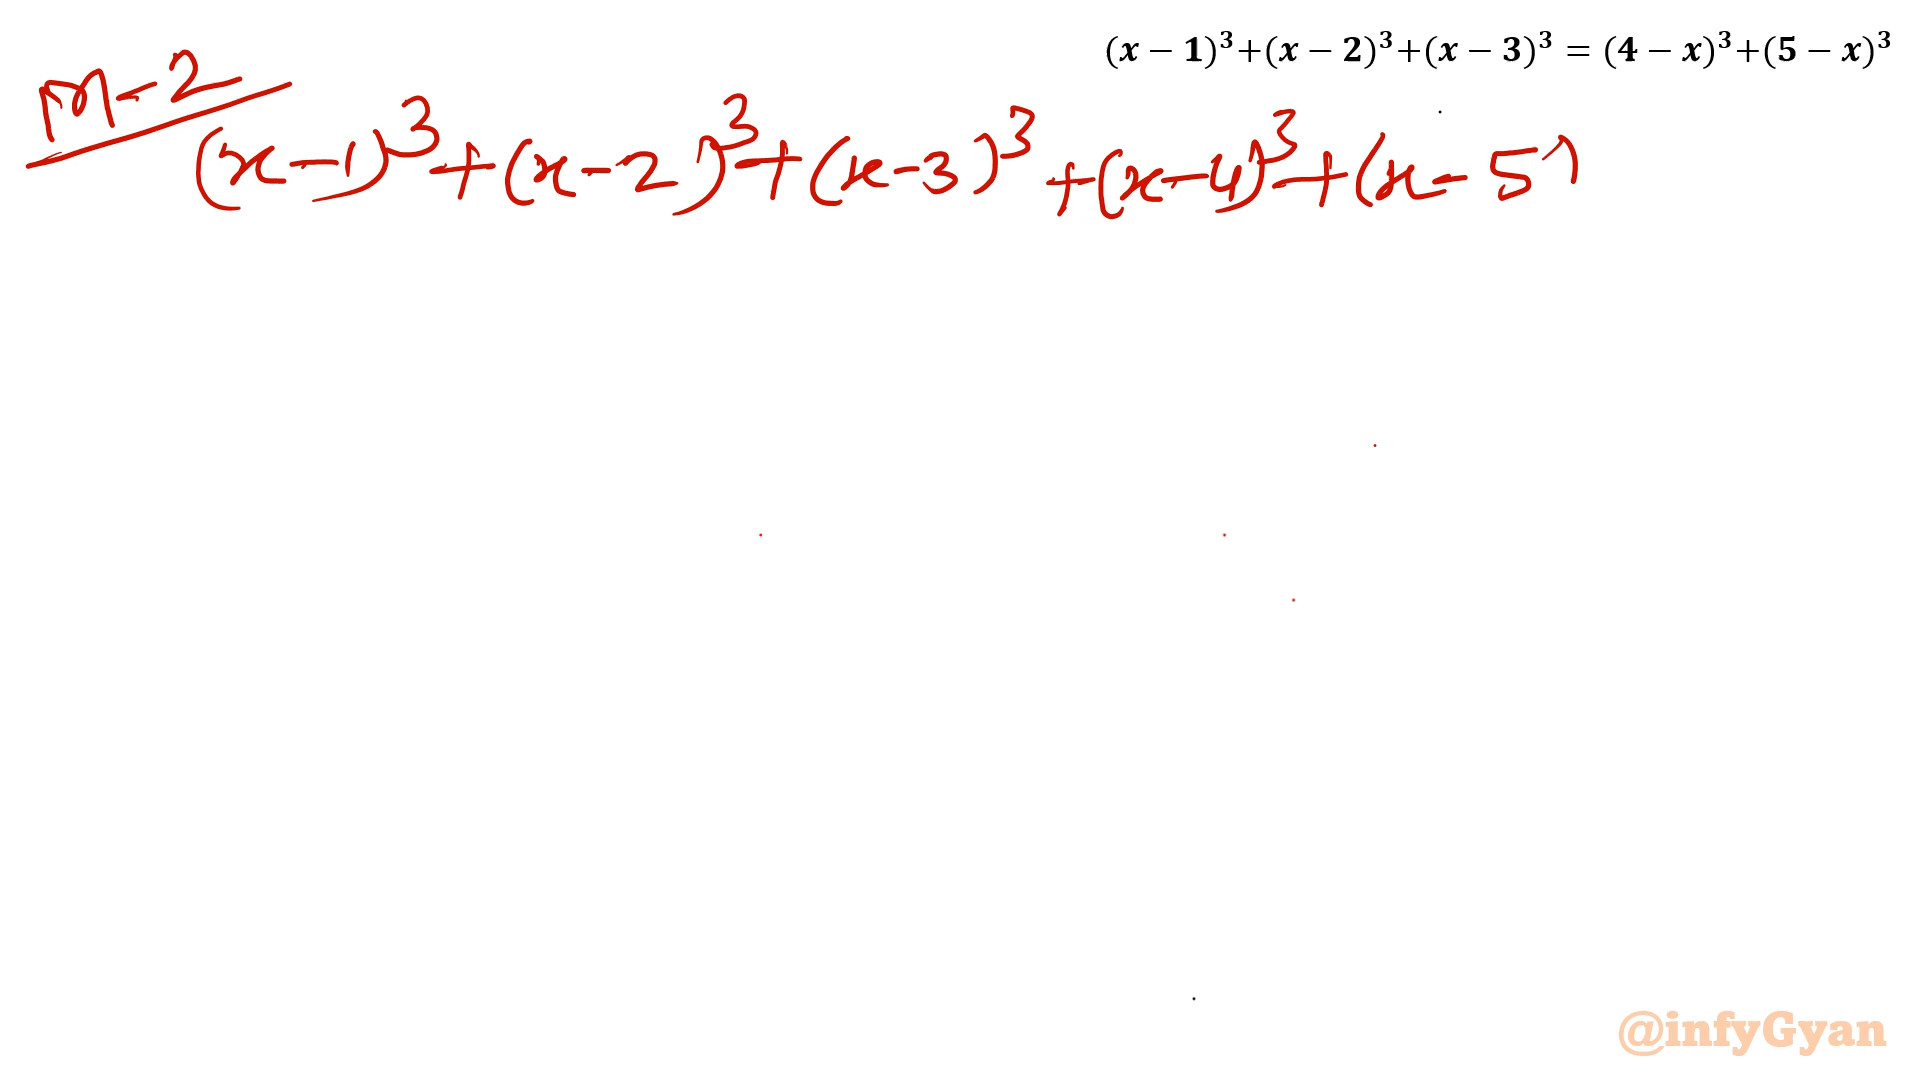 (x − 1)³+(x − 2)³+(x − 3)³ = (4 − x)³+(5 − x)³
M-2
(x-1)³+(x-2)³+(x-3)³+(x-4)³+(x-5)
@infyGyan